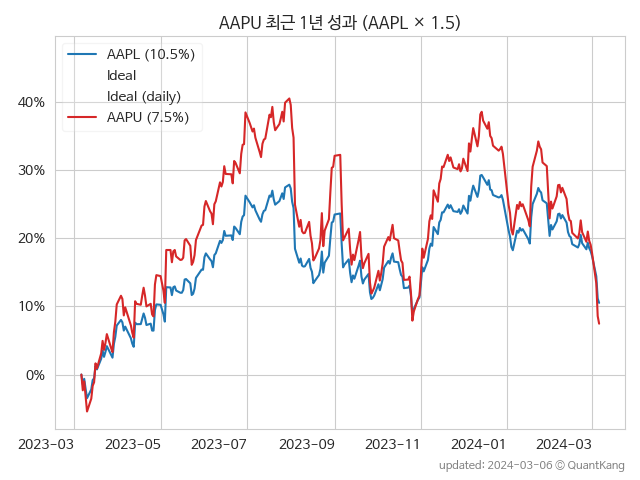 AAPU 최근 1년 성과 (AAPL × 1.5)
AAPL (10.5%)
Ideal
Ideal (daily)
AAPU (7.5%)
40%
30%
20%
10%
0%
2023-03 2023-05 2023-07 2023-09 2023-11 2024-01 2024-03
updated: 2024-03-06 © QuantKang